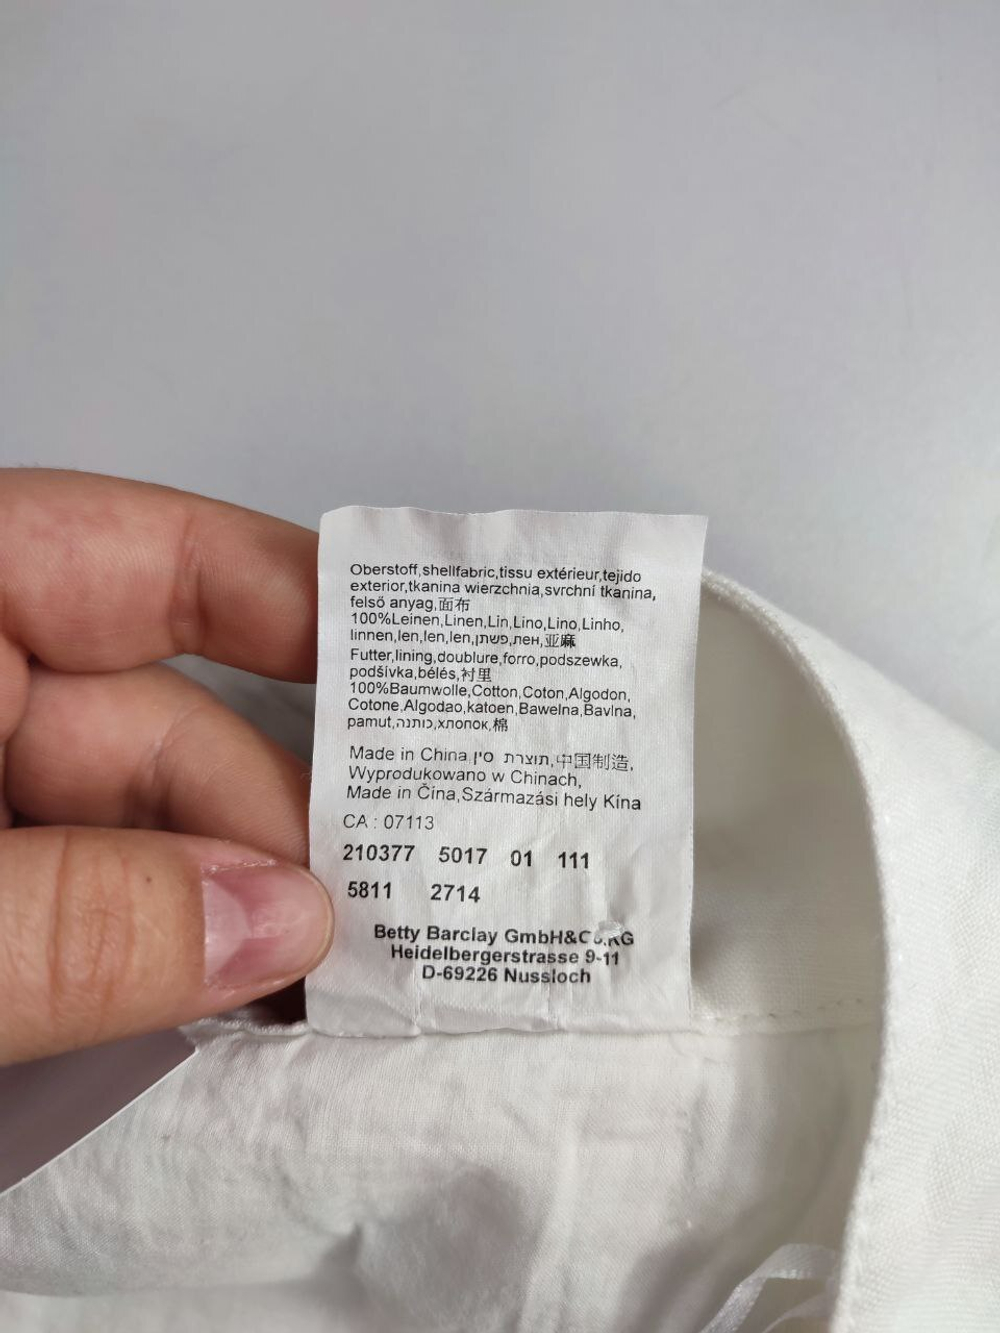 Oberstoff,shellfabric,tissu extérieur,tejido
exterior,tkanina wierzchnia,svrchní tkanina,
felső anyag,面布
100%Leinen,Linen,Lin,Lino,Lino,Linho,
linnen,len,len,len,פשתן,лен,亚麻
Futter,lining,doublure,forro,podszewka,
podšívka,bélés,衬里
100%Baumwolle,Cotton,Coton,Algodon,
Cotone,Algodao,katoen,Bawelna,Bavlna,
pamut,כותנה,хлопок,棉
Made in China,תוצרת סין,中国制造,
Wyprodukowano w Chinach,
Made in Čína,Származási hely Kína
CA : 07113
210377 5017 01 111
5811 2714
Betty Barclay GmbH&Co.KG
Heidelbergerstrasse 9-11
D-69226 Nussloch